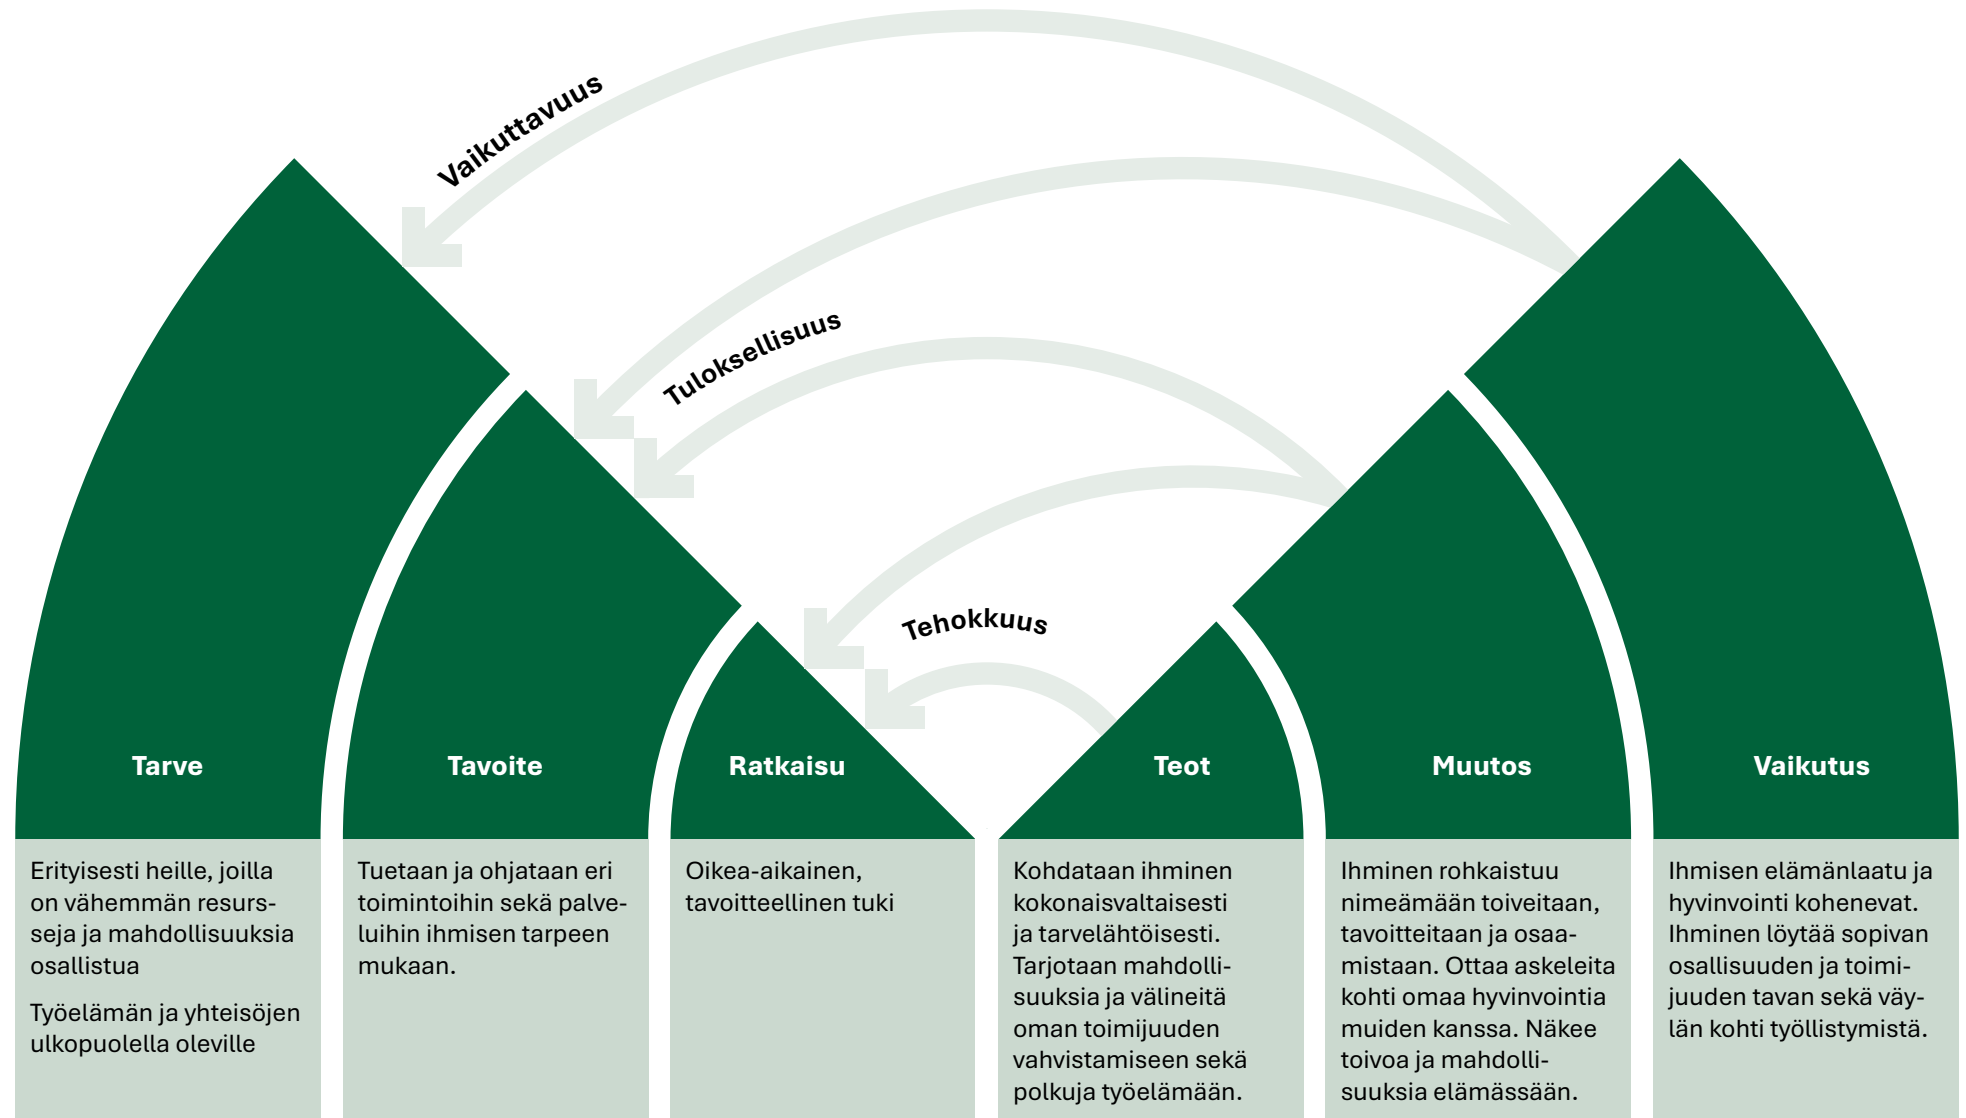 Vaikuttavuus
Tuloksellisuus
Tehokkuus
Tarve
Erityisesti heille, joilla
on vähemmän resurs-
seja ja mahdollisuuksia
osallistua
Työelämän ja yhteisöjen
ulkopuolella oleville
Tavoite
Tuetaan ja ohjataan eri
toimintoihin sekä palve-
luihin ihmisen tarpeen
mukaan.
Ratkaisu
Oikea-aikainen,
tavoitteellinen tuki
Teot
Kohdataan ihminen
kokonaisvaltaisesti
ja tarvelähtöisesti.
Tarjotaan mahdolli-
suuksia ja välineitä
oman toimijuuden
vahvistamiseen sekä
polkuja työelämään.
Muutos
Ihminen rohkaistuu
nimeämään toiveitaan,
tavoitteitaan ja osaa-
mistaan. Ottaa askeleita
kohti omaa hyvinvointia
muiden kanssa. Näkee
toivoa ja mahdolli-
suuksia elämässään.
Vaikutus
Ihmisen elämänlaatu ja
hyvinvointi kohenevat.
Ihminen löytää sopivan
osallisuuden ja toimi-
juuden tavan sekä väy-
län kohti työllistymistä.